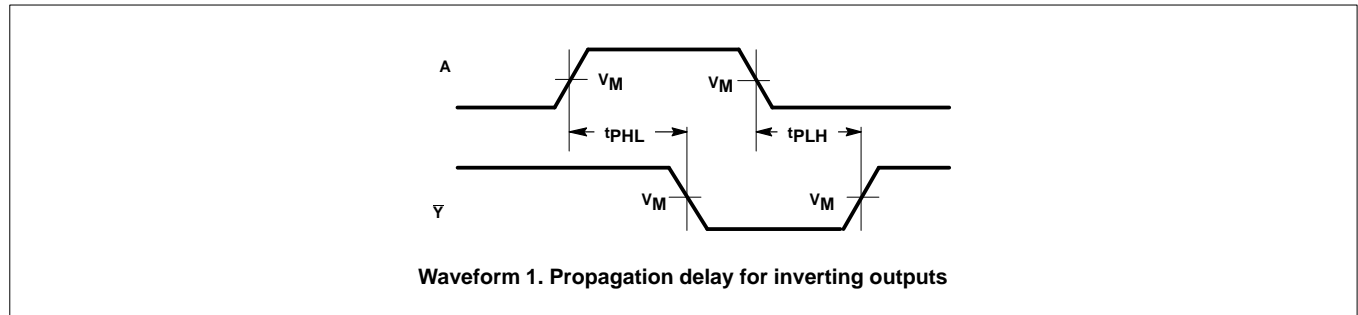 A
VM VM
tPHL tPLH
VM VM
Y̅
Waveform 1. Propagation delay for inverting outputs